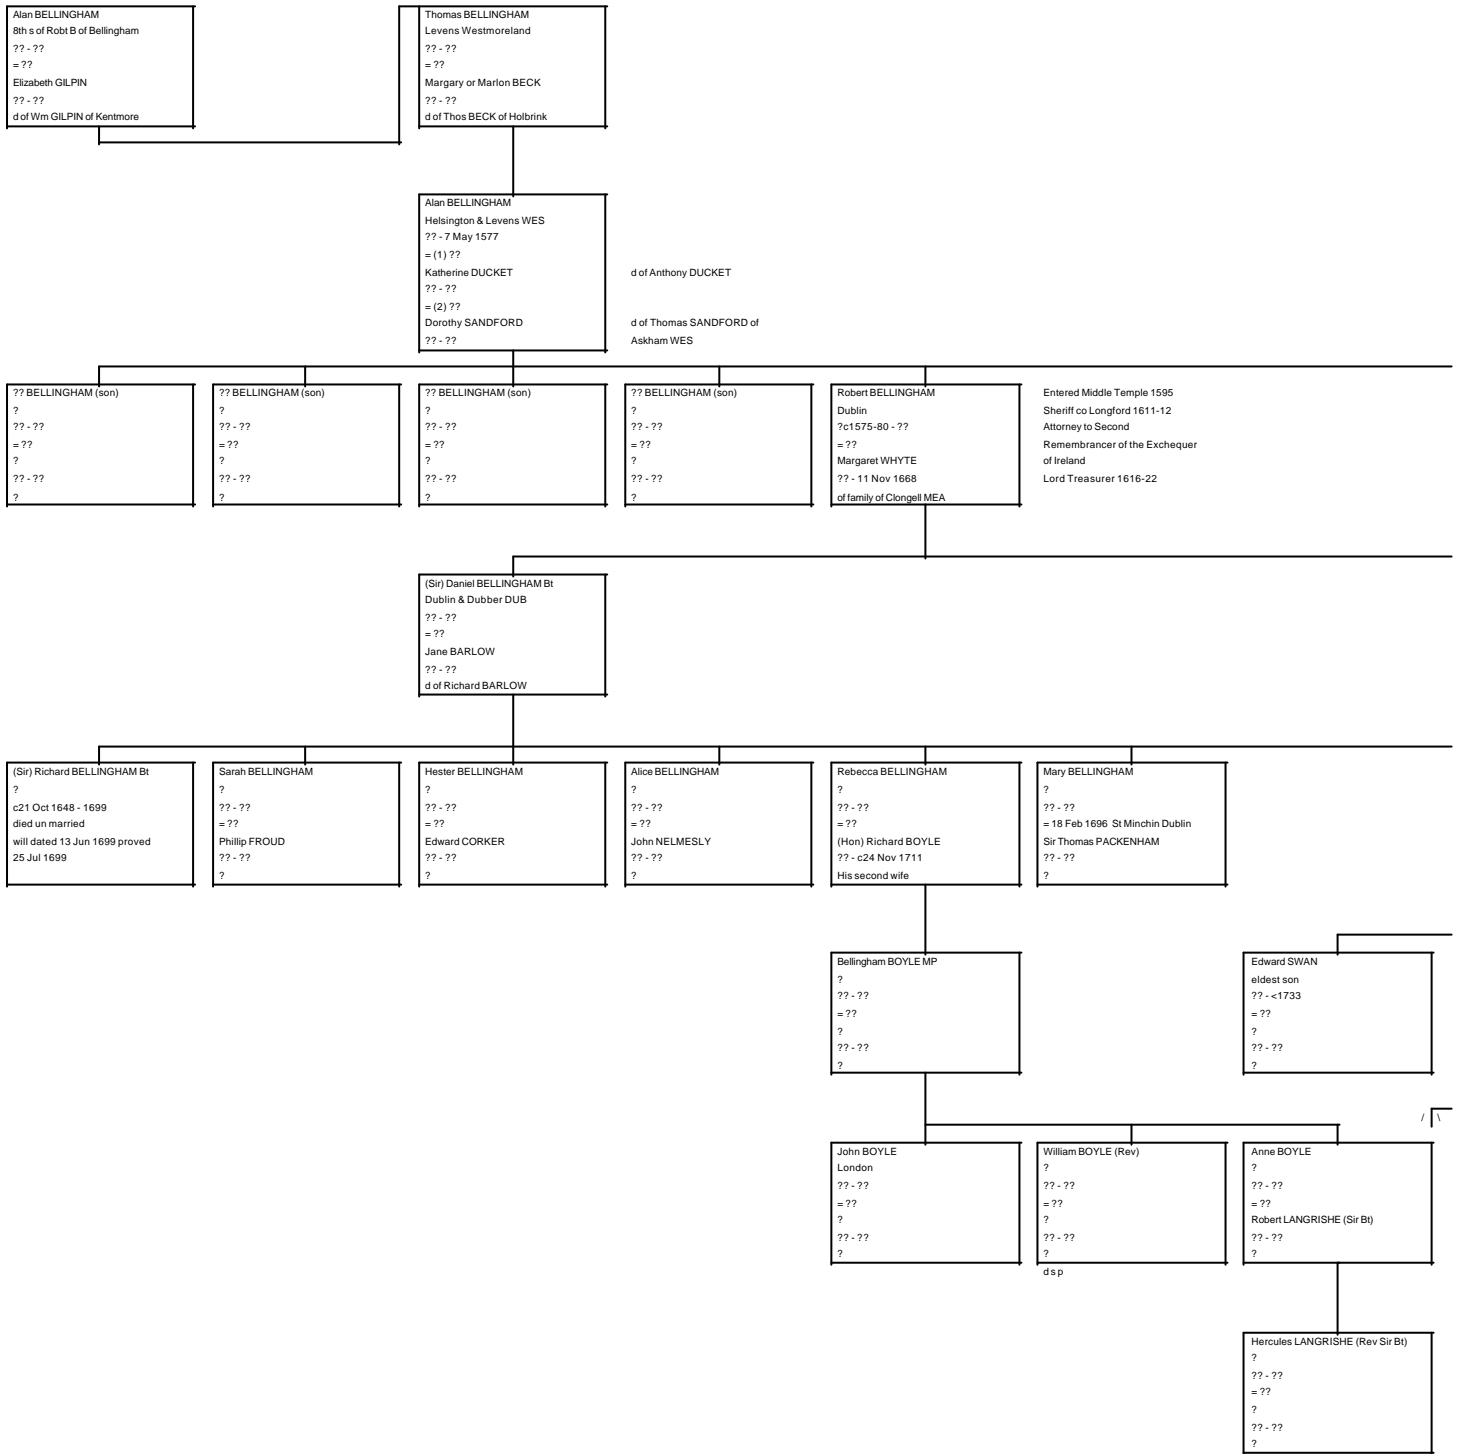 Alan BELLINGHAM
8th s of Robt B of Bellingham
?? - ??
= ??
Elizabeth GILPIN
?? - ??
d of Wm GILPIN of Kentmore
Thomas BELLINGHAM
Levens Westmoreland
?? - ??
= ??
Margary or Marlon BECK
?? - ??
d of Thos BECK of Holbrink
Alan BELLINGHAM
Helsington & Levens WES
?? - 7 May 1577
= (1) ??
Katherine DUCKET
?? - ??
= (2) ??
Dorothy SANDFORD
?? - ??
d of Anthony DUCKET
d of Thomas SANDFORD of
Askham WES
?? BELLINGHAM (son)
?
?? - ??
= ??
?
?? - ??
?
?? BELLINGHAM (son)
?
?? - ??
= ??
?
?? - ??
?
?? BELLINGHAM (son)
?
?? - ??
= ??
?
?? - ??
?
?? BELLINGHAM (son)
?
?? - ??
= ??
?
?? - ??
?
Robert BELLINGHAM
Dublin
?c1575-80 - ??
= ??
Margaret WHYTE
?? - 11 Nov 1668
of family of Clongell MEA
Entered Middle Temple 1595
Sheriff co Longford 1611-12
Attorney to Second
Remembrancer of the Exchequer
of Ireland
Lord Treasurer 1616-22
(Sir) Daniel BELLINGHAM Bt
Dublin & Dubber DUB
?? - ??
= ??
Jane BARLOW
?? - ??
d of Richard BARLOW
(Sir) Richard BELLINGHAM Bt
?
c21 Oct 1648 - 1699
died un married
will dated 13 Jun 1699 proved
25 Jul 1699
Sarah BELLINGHAM
?
?? - ??
= ??
Phillip FROUD
?? - ??
?
Hester BELLINGHAM
?
?? - ??
= ??
Edward CORKER
?? - ??
?
Alice BELLINGHAM
?
?? - ??
= ??
John NELMESLY
?? - ??
?
Rebecca BELLINGHAM
?
?? - ??
= ??
(Hon) Richard BOYLE
?? - c24 Nov 1711
His second wife
Mary BELLINGHAM
?
?? - ??
= 18 Feb 1696 St Minchin Dublin
Sir Thomas PACKENHAM
?? - ??
?
Bellingham BOYLE MP
?
?? - ??
= ??
?
?? - ??
?
Edward SWAN
eldest son
?? - <1733
= ??
?
?? - ??
?
/ \
John BOYLE
London
?? - ??
= ??
?
?? - ??
?
William BOYLE (Rev)
?
?? - ??
= ??
?
?? - ??
?
d s p
Anne BOYLE
?
?? - ??
= ??
Robert LANGRISHE (Sir Bt)
?? - ??
?
Hercules LANGRISHE (Rev Sir Bt)
?
?? - ??
= ??
?
?? - ??
?